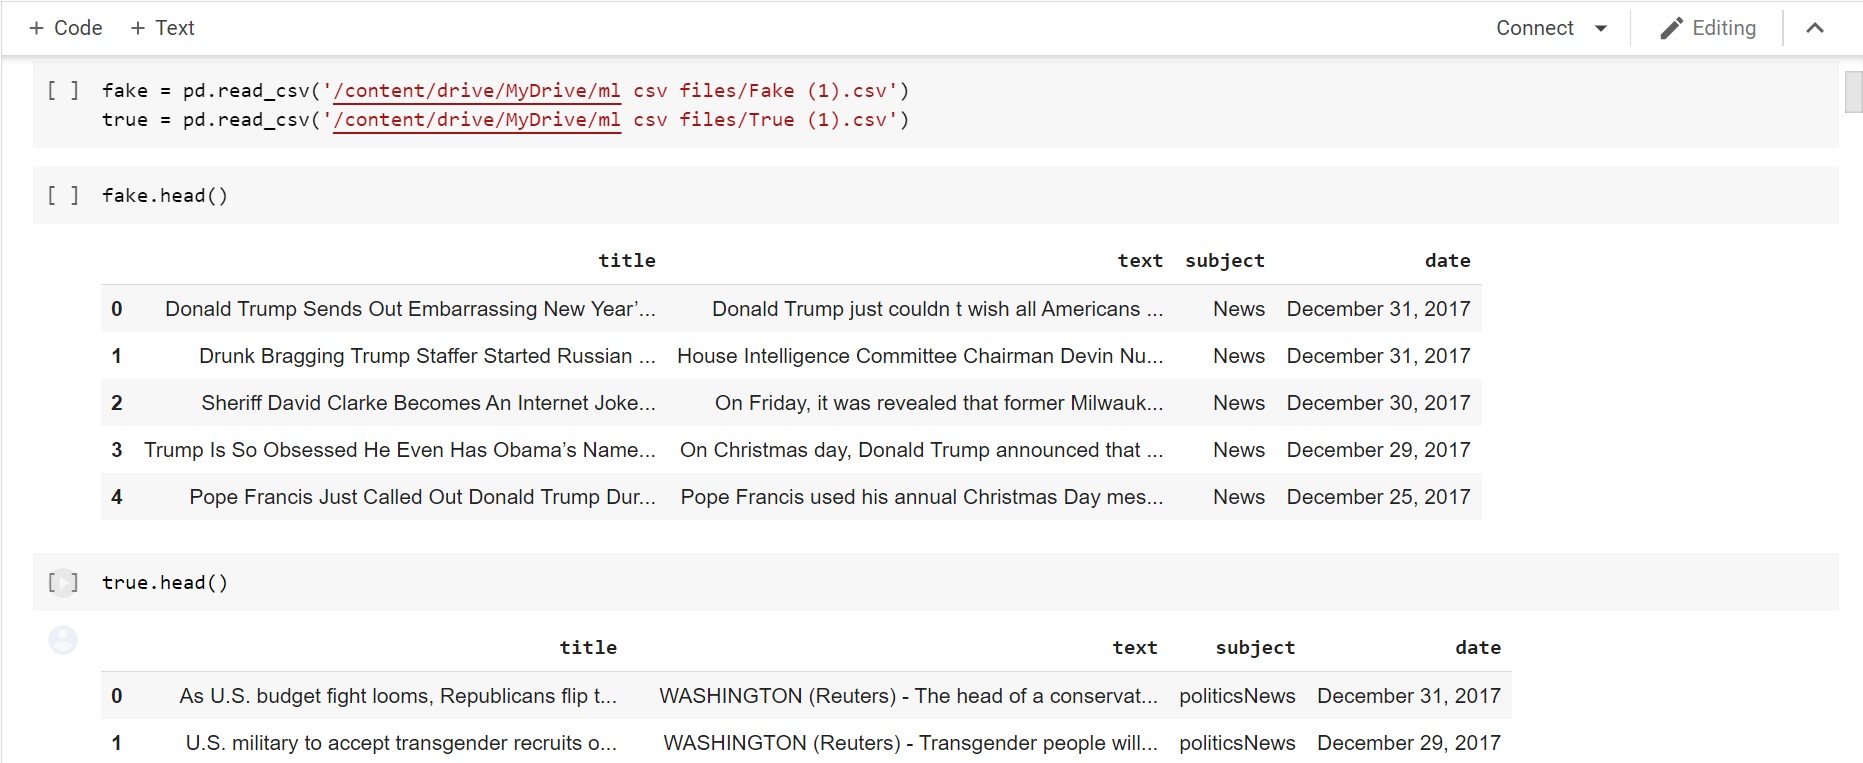 + Code + Text Connect Editing
[ ] fake = pd.read_csv('/content/drive/MyDrive/ml csv files/Fake (1).csv')
true = pd.read_csv('/content/drive/MyDrive/ml csv files/True (1).csv')
[ ] fake.head()
title text subject date
0 Donald Trump Sends Out Embarrassing New Year’... Donald Trump just couldn t wish all Americans ... News December 31, 2017
1 Drunk Bragging Trump Staffer Started Russian ... House Intelligence Committee Chairman Devin Nu... News December 31, 2017
2 Sheriff David Clarke Becomes An Internet Joke... On Friday, it was revealed that former Milwauk... News December 30, 2017
3 Trump Is So Obsessed He Even Has Obama’s Name... On Christmas day, Donald Trump announced that ... News December 29, 2017
4 Pope Francis Just Called Out Donald Trump Dur... Pope Francis used his annual Christmas Day mes... News December 25, 2017
[ ] true.head()
title text subject date
0 As U.S. budget fight looms, Republicans flip t... WASHINGTON (Reuters) - The head of a conservat... politicsNews December 31, 2017
1 U.S. military to accept transgender recruits o... WASHINGTON (Reuters) - Transgender people will... politicsNews December 29, 2017